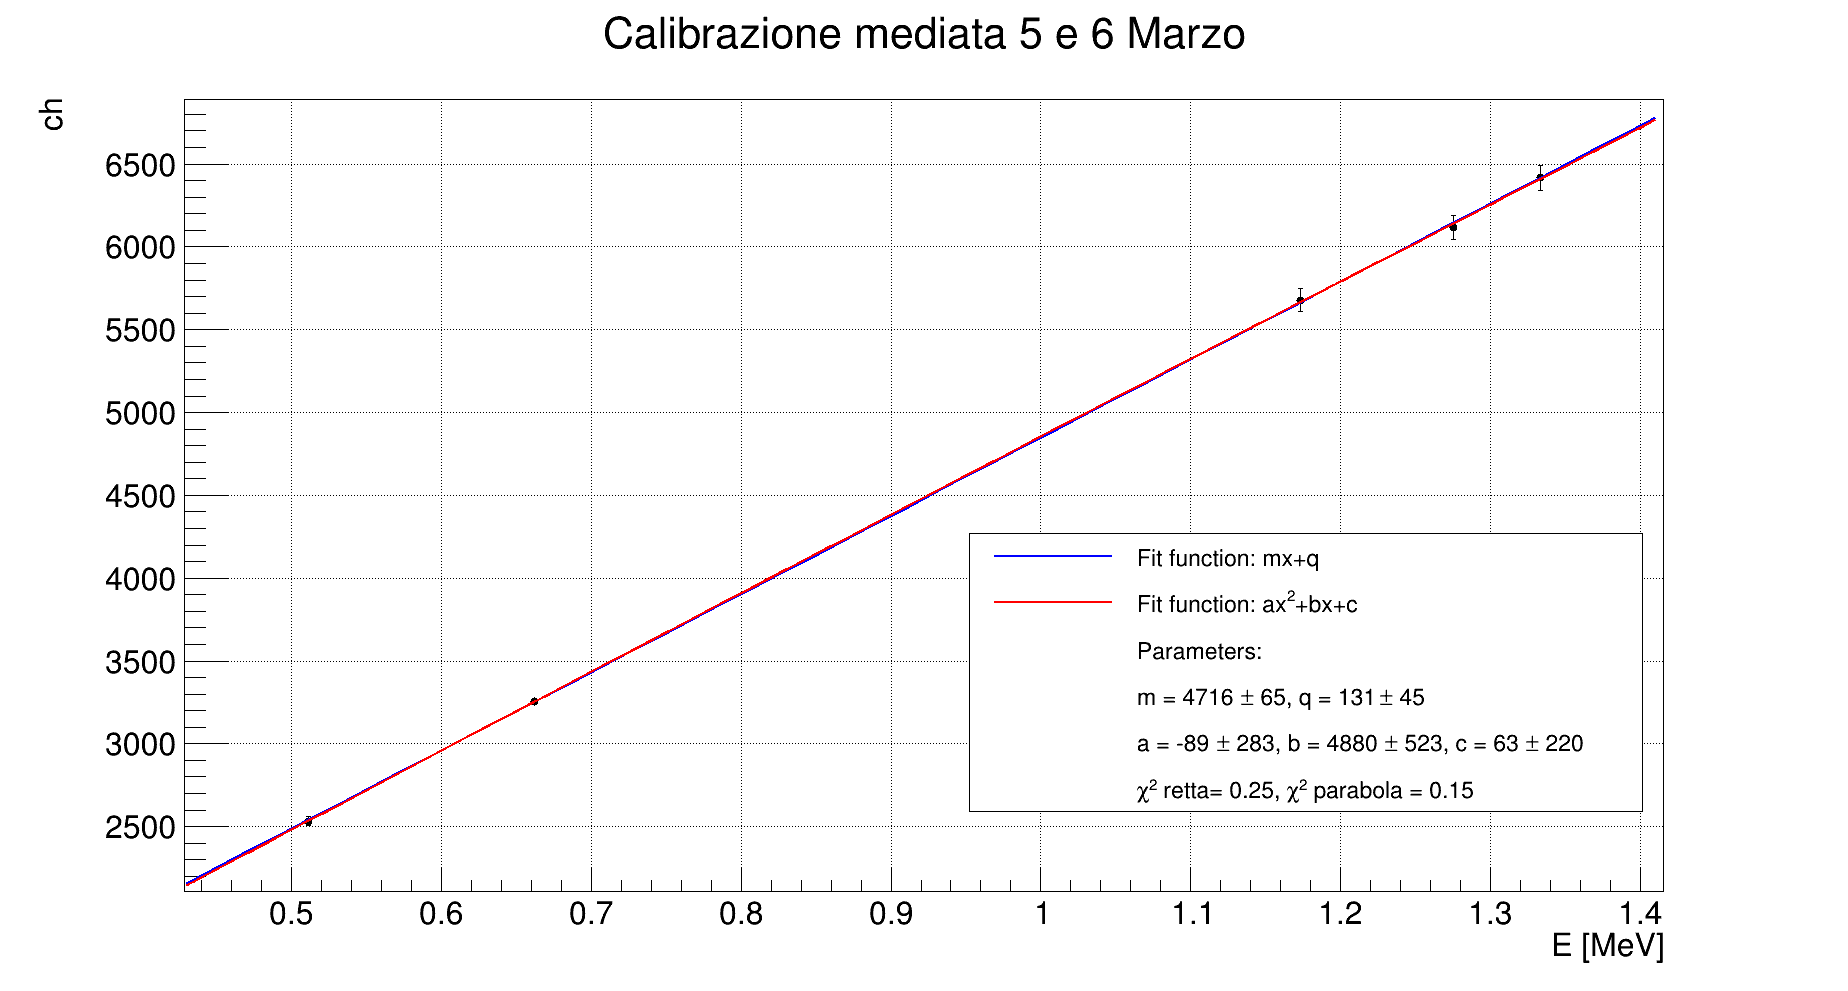 Calibrazione mediata 5 e 6 Marzo
ch
6500
6000
5500
5000
4500
4000
3500
3000
2500
Fit function: mx+q
Fit function: ax²+bx+c
Parameters:
m = 4716 ± 65, q = 131 ± 45
a = -89 ± 283, b = 4880 ± 523, c = 63 ± 220
χ² retta= 0.25, χ² parabola = 0.15
0.5 0.6 0.7 0.8 0.9 1 1.1 1.2 1.3 1.4
E [MeV]